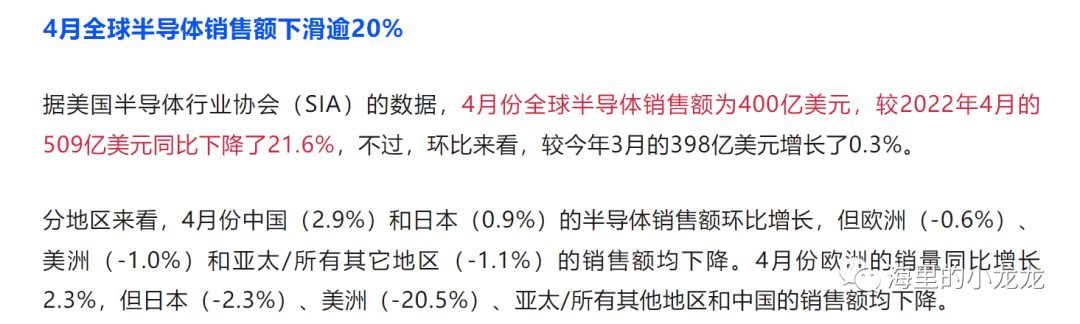 4月全球半导体销售额下滑逾20%
据美国半导体行业协会（SIA）的数据，4月份全球半导体销售额为400亿美元，较2022年4月的
509亿美元同比下降了21.6%，不过，环比来看，较今年3月的398亿美元增长了0.3%。
分地区来看，4月份中国（2.9%）和日本（0.9%）的半导体销售额环比增长，但欧洲（-0.6%）、
美洲（-1.0%）和亚太/所有其它地区（-1.1%）的销售额均下降。4月份欧洲的销量同比增长
2.3%，但日本（-2.3%）、美洲（-20.5%）、亚太/所有其他地区和中国的销售额均下降。
海里的小龙龙